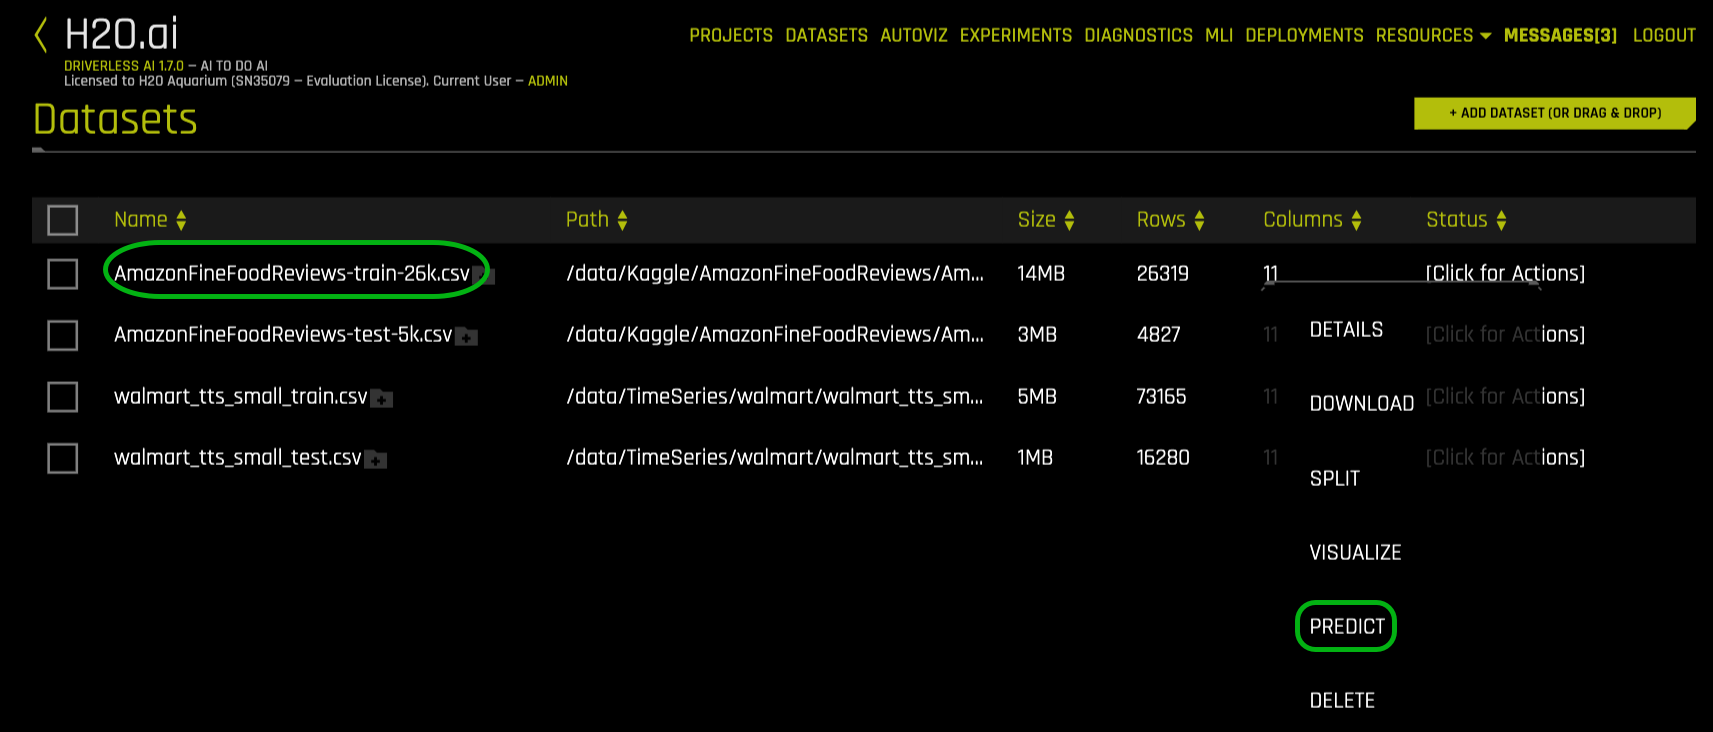 H2O.ai
PROJECTS DATASETS AUTOVIZ EXPERIMENTS DIAGNOSTICS MLI DEPLOYMENTS RESOURCES MESSAGES[3] LOGOUT
DRIVERLESS AI 1.7.0 – AI TO DO AI
Licensed to H2O Aquarium (SN35079 – Evaluation License). Current User – ADMIN
Datasets
+ ADD DATASET (OR DRAG & DROP)
Name Path Size Rows Columns Status
AmazonFineFoodReviews-train-26k.csv /data/Kaggle/AmazonFineFoodReviews/Am... 14MB 26319 11 [Click for Actions]
DETAILS
AmazonFineFoodReviews-test-5k.csv /data/Kaggle/AmazonFineFoodReviews/Am... 3MB 4827 11 [Click for Actions]
walmart_tts_small_train.csv /data/TimeSeries/walmart/walmart_tts_sm... 5MB 73165 11 [Click for Actions]
DOWNLOAD
walmart_tts_small_test.csv /data/TimeSeries/walmart/walmart_tts_sm... 1MB 16280 11 [Click for Actions]
SPLIT
VISUALIZE
PREDICT
DELETE